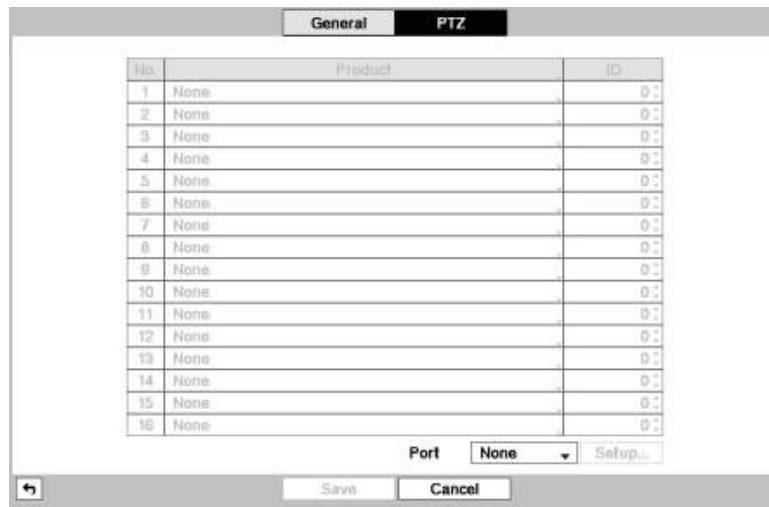 General PTZ
No. Product ID
1 None 0
2 None 0
3 None 0
4 None 0
5 None 0
6 None 0
7 None 0
8 None 0
9 None 0
10 None 0
11 None 0
12 None 0
13 None 0
14 None 0
15 None 0
16 None 0
Port None Setup...
Save Cancel